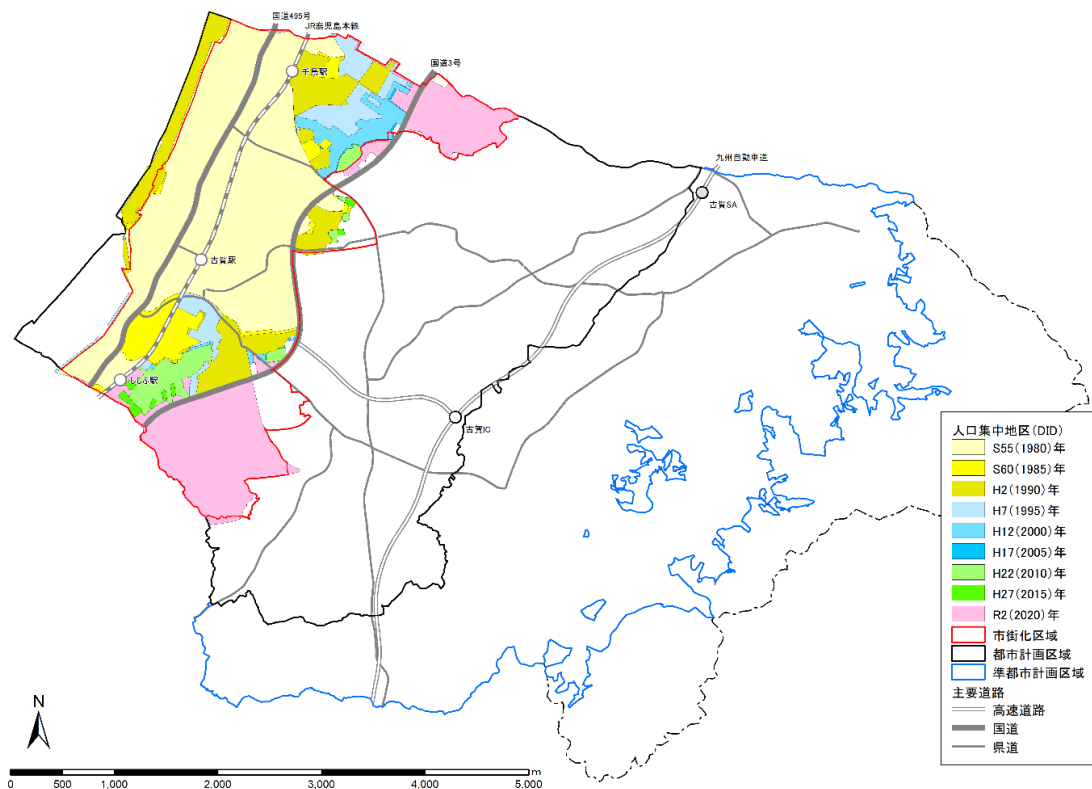 国道495号
JR鹿児島本線
国道3号
千鳥駅
九州自動車道
古賀SA
古賀駅
ししぶ駅
古賀IC
人口集中地区(DID)
S55(1980)年
S60(1985)年
H2(1990)年
H7(1995)年
H12(2000)年
H17(2005)年
H22(2010)年
H27(2015)年
R2(2020)年
市街化区域
都市計画区域
準都市計画区域
主要道路
高速道路
国道
県道
N
m
0 500 1,000 2,000 3,000 4,000 5,000